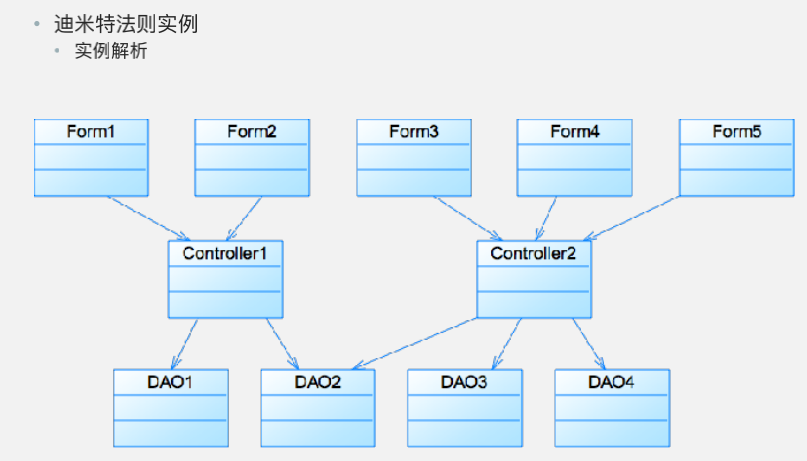 迪米特法则实例
实例解析
Form1 Form2 Form3 Form4 Form5
Controller1 Controller2
DAO1 DAO2 DAO3 DAO4